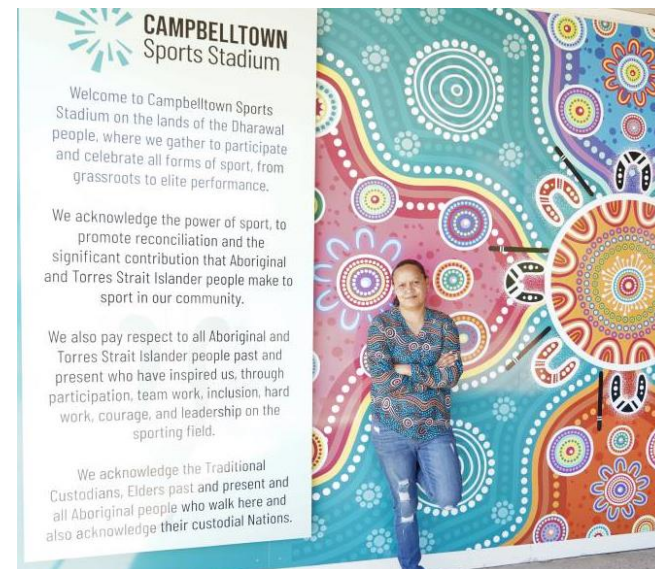 CAMPBELLTOWN
Sports Stadium
Welcome to Campbelltown Sports
Stadium on the lands of the Dharawal
people, where we gather to participate
and celebrate all forms of sport, from
grassroots to elite performance.
We acknowledge the power of sport, to
promote reconciliation and the
significant contribution that Aboriginal
and Torres Strait Islander people make to
sport in our community.
We also pay respect to all Aboriginal and
Torres Strait Islander people past and
present who have inspired us, through
participation, team work, inclusion, hard
work, courage, and leadership on the
sporting field.
We acknowledge the Traditional
Custodians, Elders past and present and
all Aboriginal people who walk here and
also acknowledge their custodial Nations.